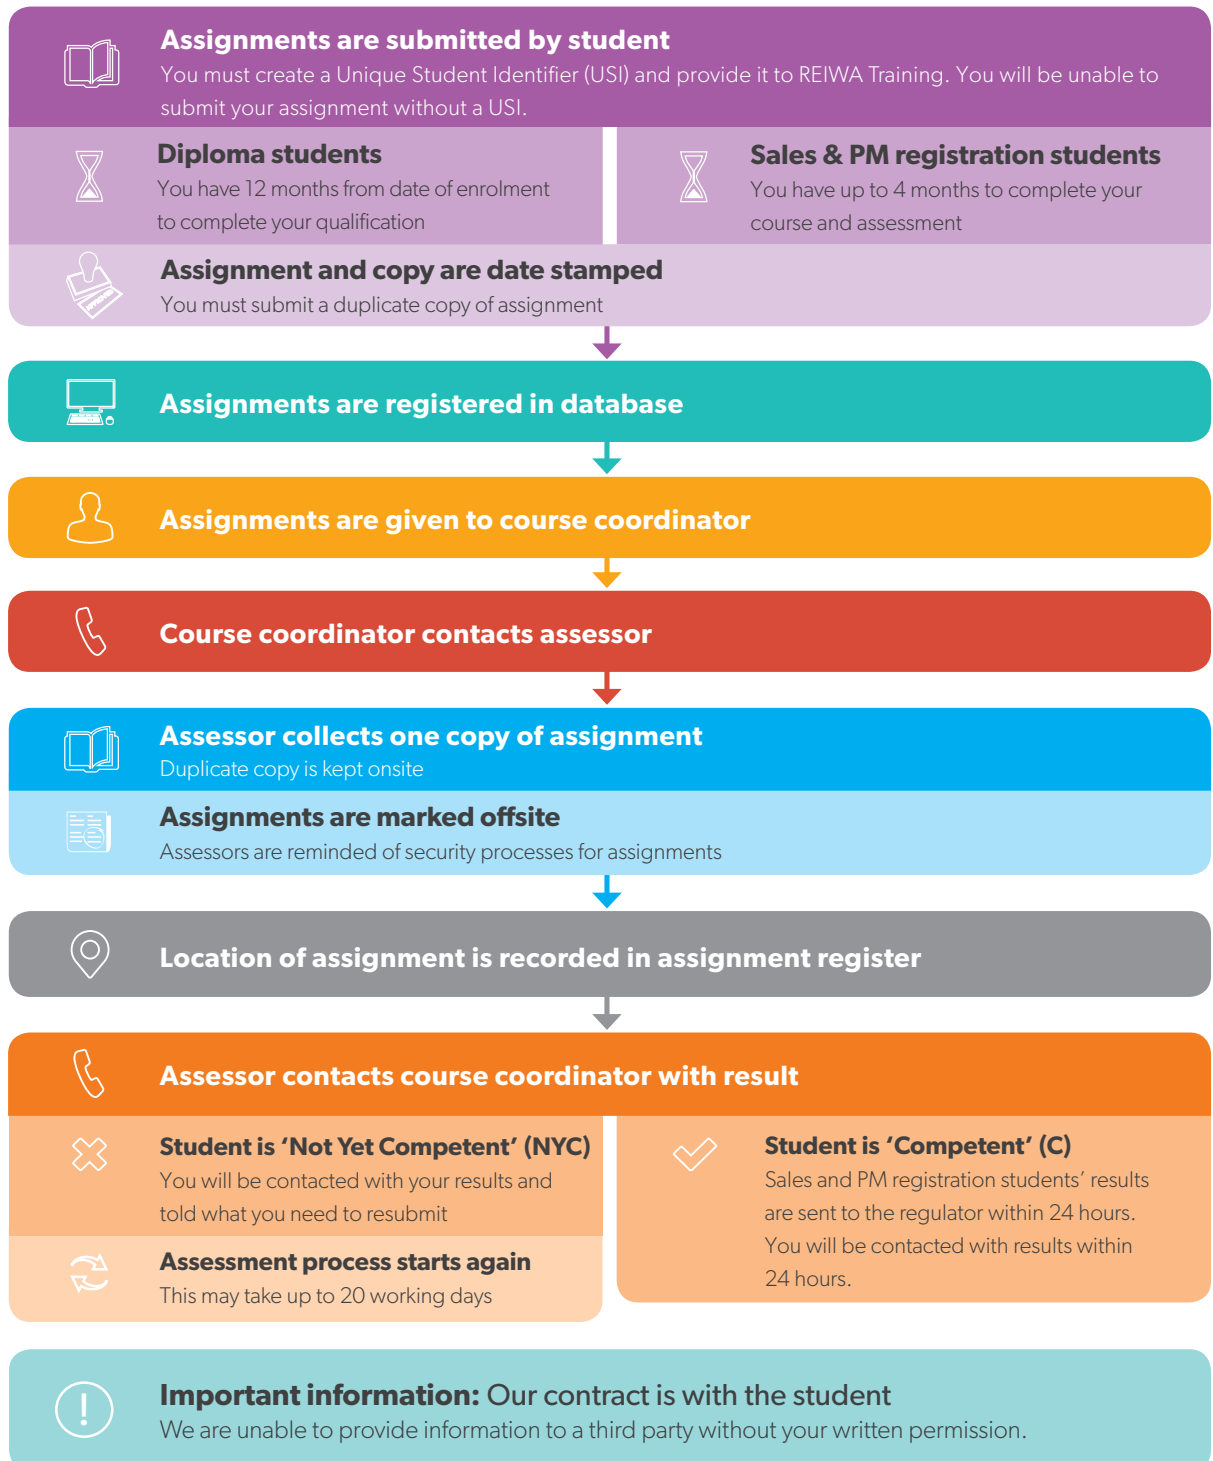 Assignments are submitted by student
You must create a Unique Student Identifier (USI) and provide it to REIWA Training. You will be unable to
submit your assignment without a USI.
Diploma students
You have 12 months from date of enrolment
to complete your qualification
Sales & PM registration students
You have up to 4 months to complete your
course and assessment
APPROVED
Assignment and copy are date stamped
You must submit a duplicate copy of assignment
Assignments are registered in database
Assignments are given to course coordinator
Course coordinator contacts assessor
Assessor collects one copy of assignment
Duplicate copy is kept onsite
Assignments are marked offsite
Assessors are reminded of security processes for assignments
Location of assignment is recorded in assignment register
Assessor contacts course coordinator with result
Student is ‘Not Yet Competent’ (NYC)
You will be contacted with your results and
told what you need to resubmit
Assessment process starts again
This may take up to 20 working days
Student is ‘Competent’ (C)
Sales and PM registration students’ results
are sent to the regulator within 24 hours.
You will be contacted with results within
24 hours.
Important information: Our contract is with the student
We are unable to provide information to a third party without your written permission.